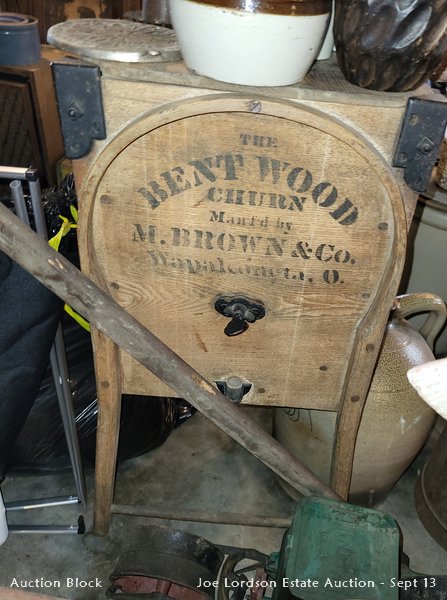 THE
BENT WOOD
CHURN
Manf'd by
M. BROWN & Co.
Wapakoneta, O.
Auction Block
Joe Lordson Estate Auction - Sept 13